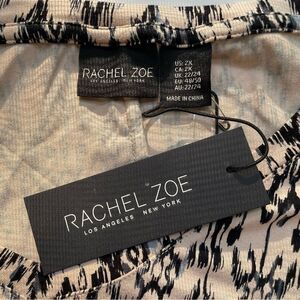 RACHEL ZOE
LOS ANGELES NEW YORK
US: 2X
CA: 2X
UK: 22/24
EU: 48/50
AU: 22/24
MADE IN CHINA
RACHEL ZOE
LOS ANGELES NEW YORK